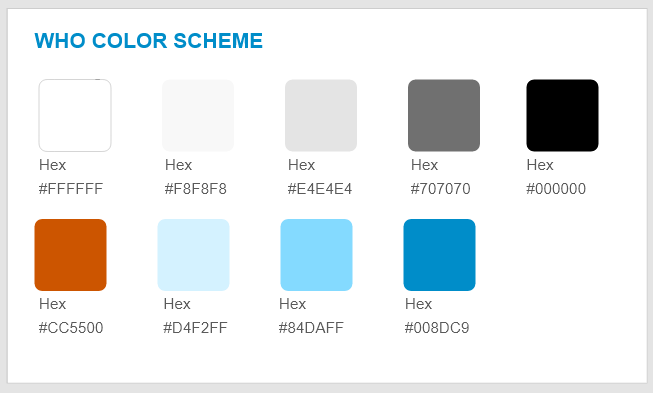 WHO COLOR SCHEME
Hex Hex Hex Hex Hex
#FFFFFF #F8F8F8 #E4E4E4 #707070 #000000
Hex Hex Hex Hex
#CC5500 #D4F2FF #84DAFF #008DC9